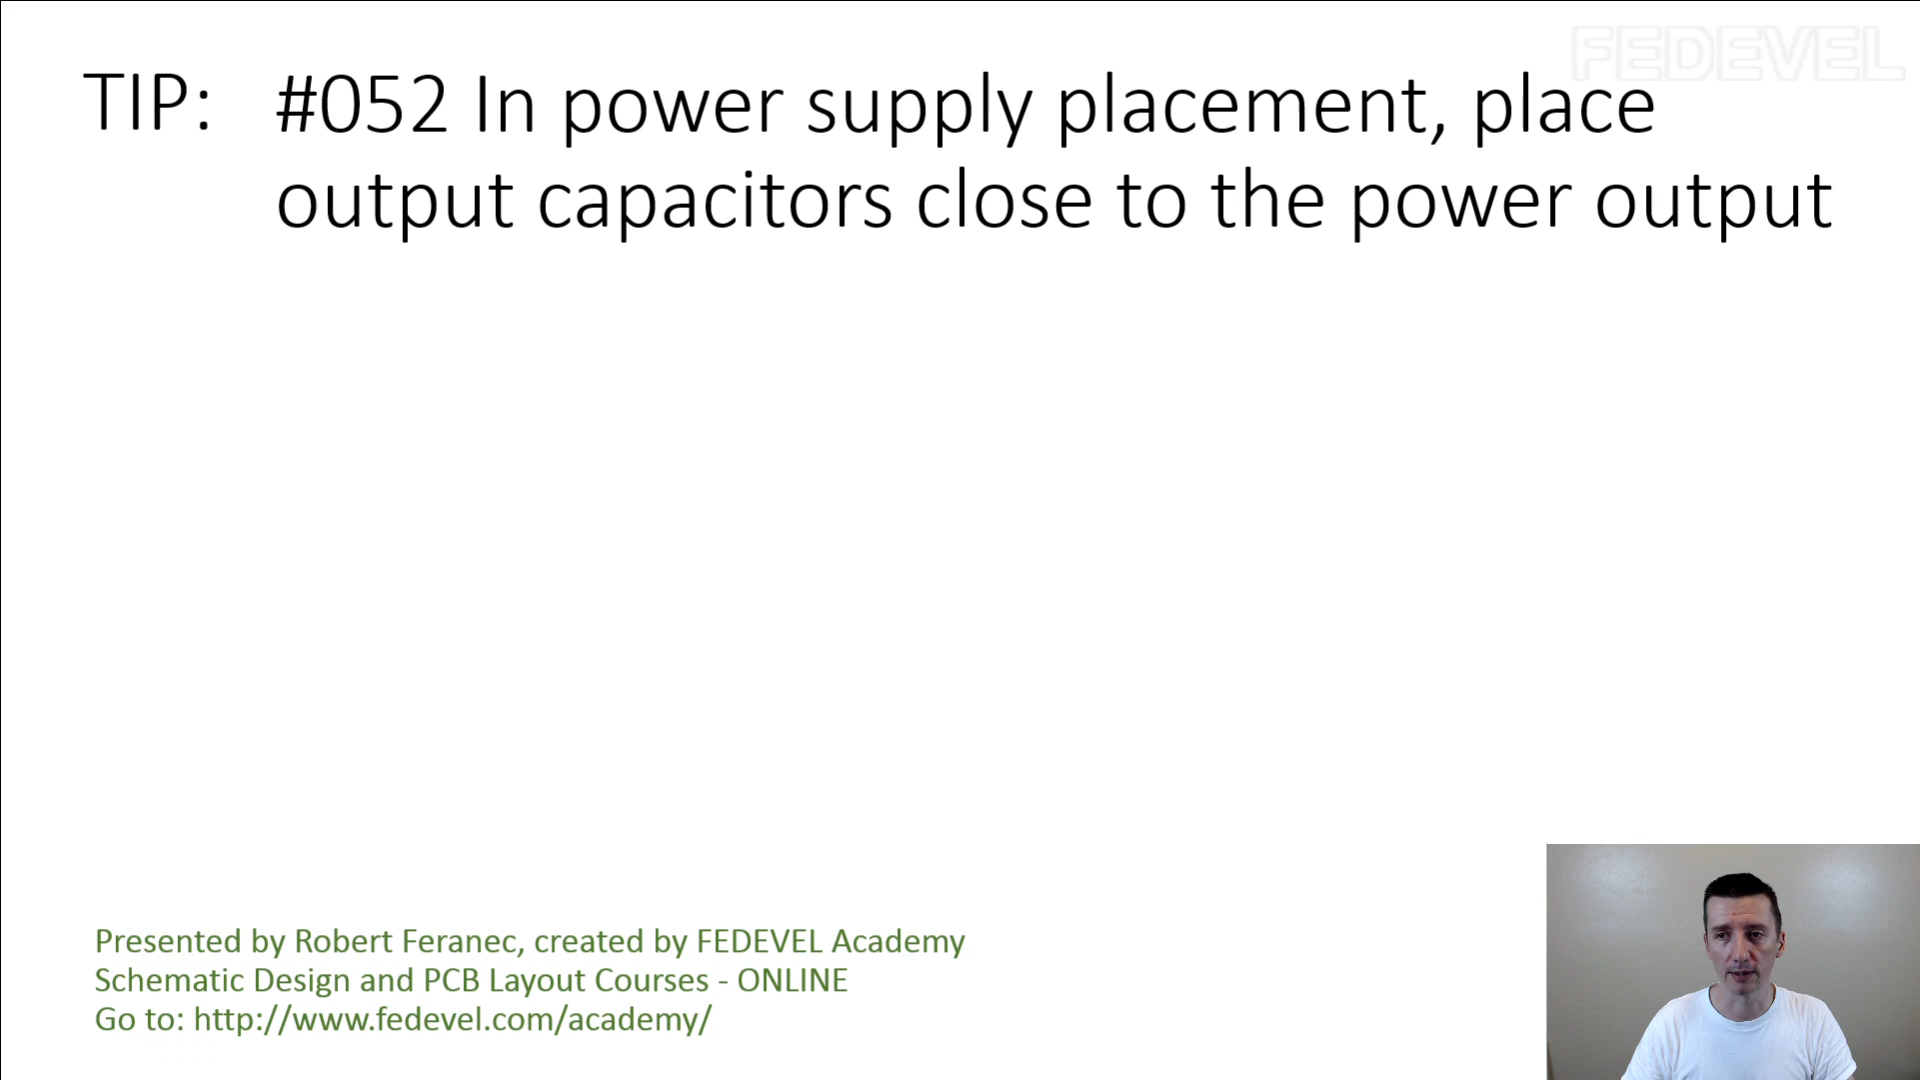 FEDEVEL
TIP: #052 In power supply placement, place
output capacitors close to the power output
Presented by Robert Feranec, created by FEDEVEL Academy
Schematic Design and PCB Layout Courses - ONLINE
Go to: http://www.fedevel.com/academy/